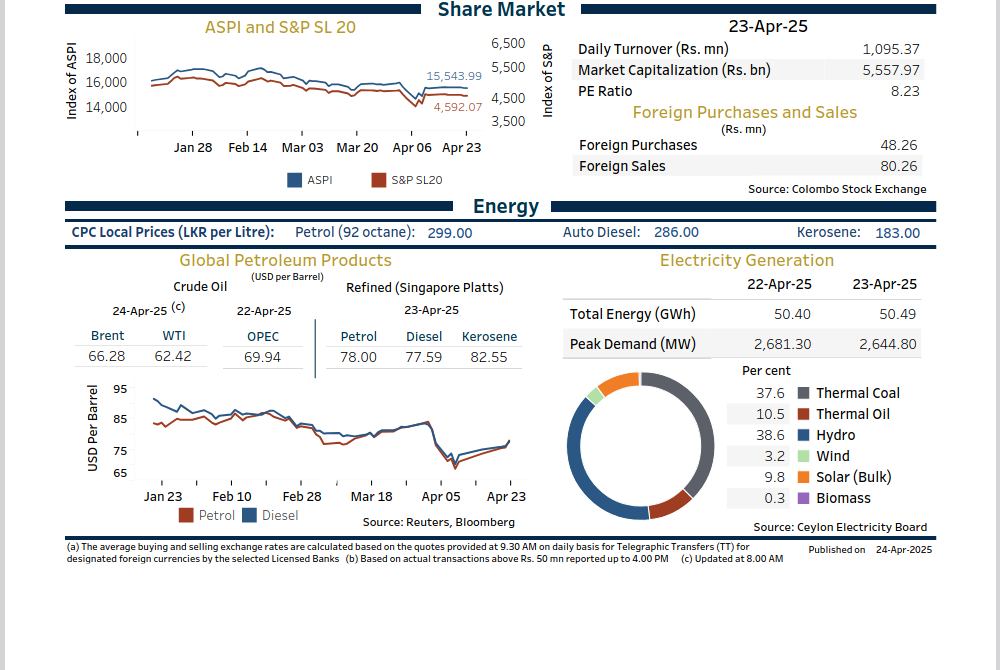 Share Market
ASPI and S&P SL 20
Index of ASPI
18,000
16,000
14,000
6,500
5,500
4,500
3,500
Index of S&P
15,543.99
4,592.07
Jan 28 Feb 14 Mar 03 Mar 20 Apr 06 Apr 23
ASPI S&P SL20
23-Apr-25
Daily Turnover (Rs. mn) 1,095.37
Market Capitalization (Rs. bn) 5,557.97
PE Ratio 8.23
Foreign Purchases and Sales
(Rs. mn)
Foreign Purchases 48.26
Foreign Sales 80.26
Source: Colombo Stock Exchange
Energy
CPC Local Prices (LKR per Litre): Petrol (92 octane): 299.00 Auto Diesel: 286.00 Kerosene: 183.00
Global Petroleum Products
(USD per Barrel)
Crude Oil Refined (Singapore Platts)
24-Apr-25 (c) 22-Apr-25 23-Apr-25
Brent WTI OPEC Petrol Diesel Kerosene
66.28 62.42 69.94 78.00 77.59 82.55
USD Per Barrel
95
85
75
65
Jan 23 Feb 10 Feb 28 Mar 18 Apr 05 Apr 23
Petrol Diesel
Source: Reuters, Bloomberg
Electricity Generation
22-Apr-25 23-Apr-25
Total Energy (GWh) 50.40 50.49
Peak Demand (MW) 2,681.30 2,644.80
Per cent
37.6 Thermal Coal
10.5 Thermal Oil
38.6 Hydro
3.2 Wind
9.8 Solar (Bulk)
0.3 Biomass
Source: Ceylon Electricity Board
(a) The average buying and selling exchange rates are calculated based on the quotes provided at 9.30 AM on daily basis for Telegraphic Transfers (TT) for
designated foreign currencies by the selected Licensed Banks (b) Based on actual transactions above Rs. 50 mn reported up to 4.00 PM (c) Updated at 8.00 AM
Published on 24-Apr-2025